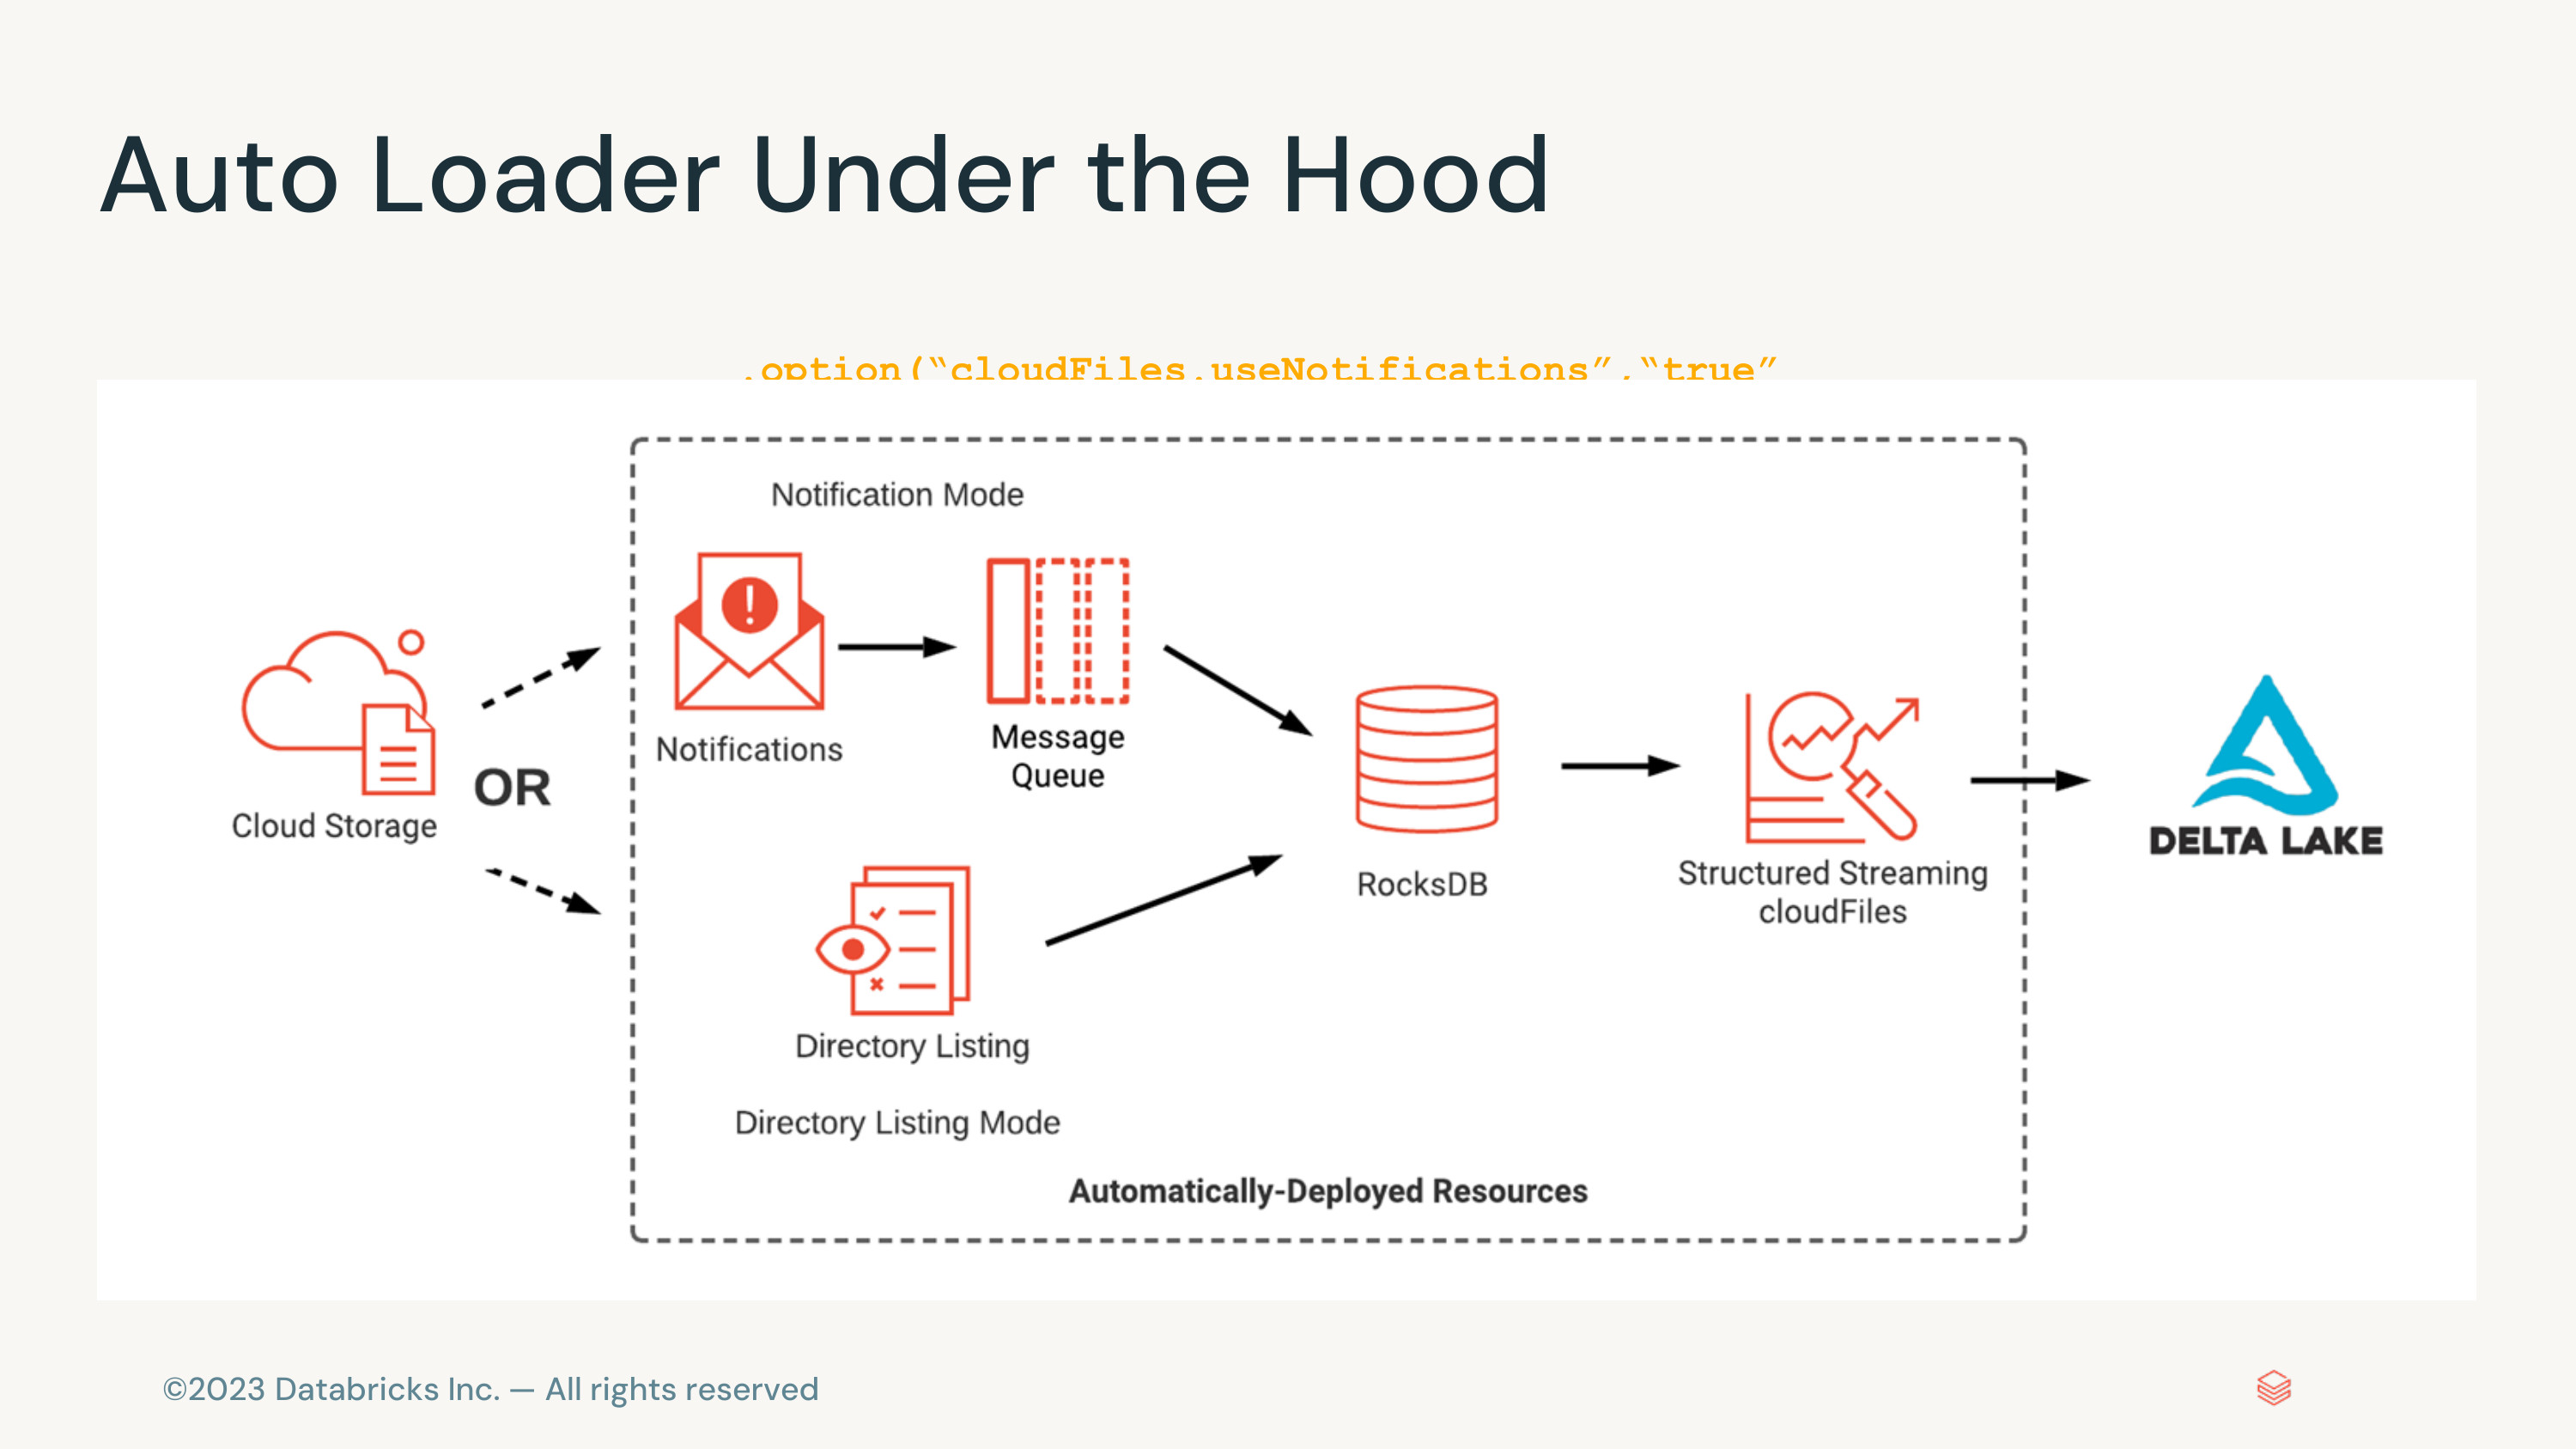 Auto Loader Under the Hood
.option(“cloudFiles.useNotifications”,“true”
Notification Mode
Notifications
Message
Queue
Cloud Storage
OR
RocksDB
Structured Streaming
cloudFiles
DELTA LAKE
Directory Listing
Directory Listing Mode
Automatically-Deployed Resources
©2023 Databricks Inc. — All rights reserved